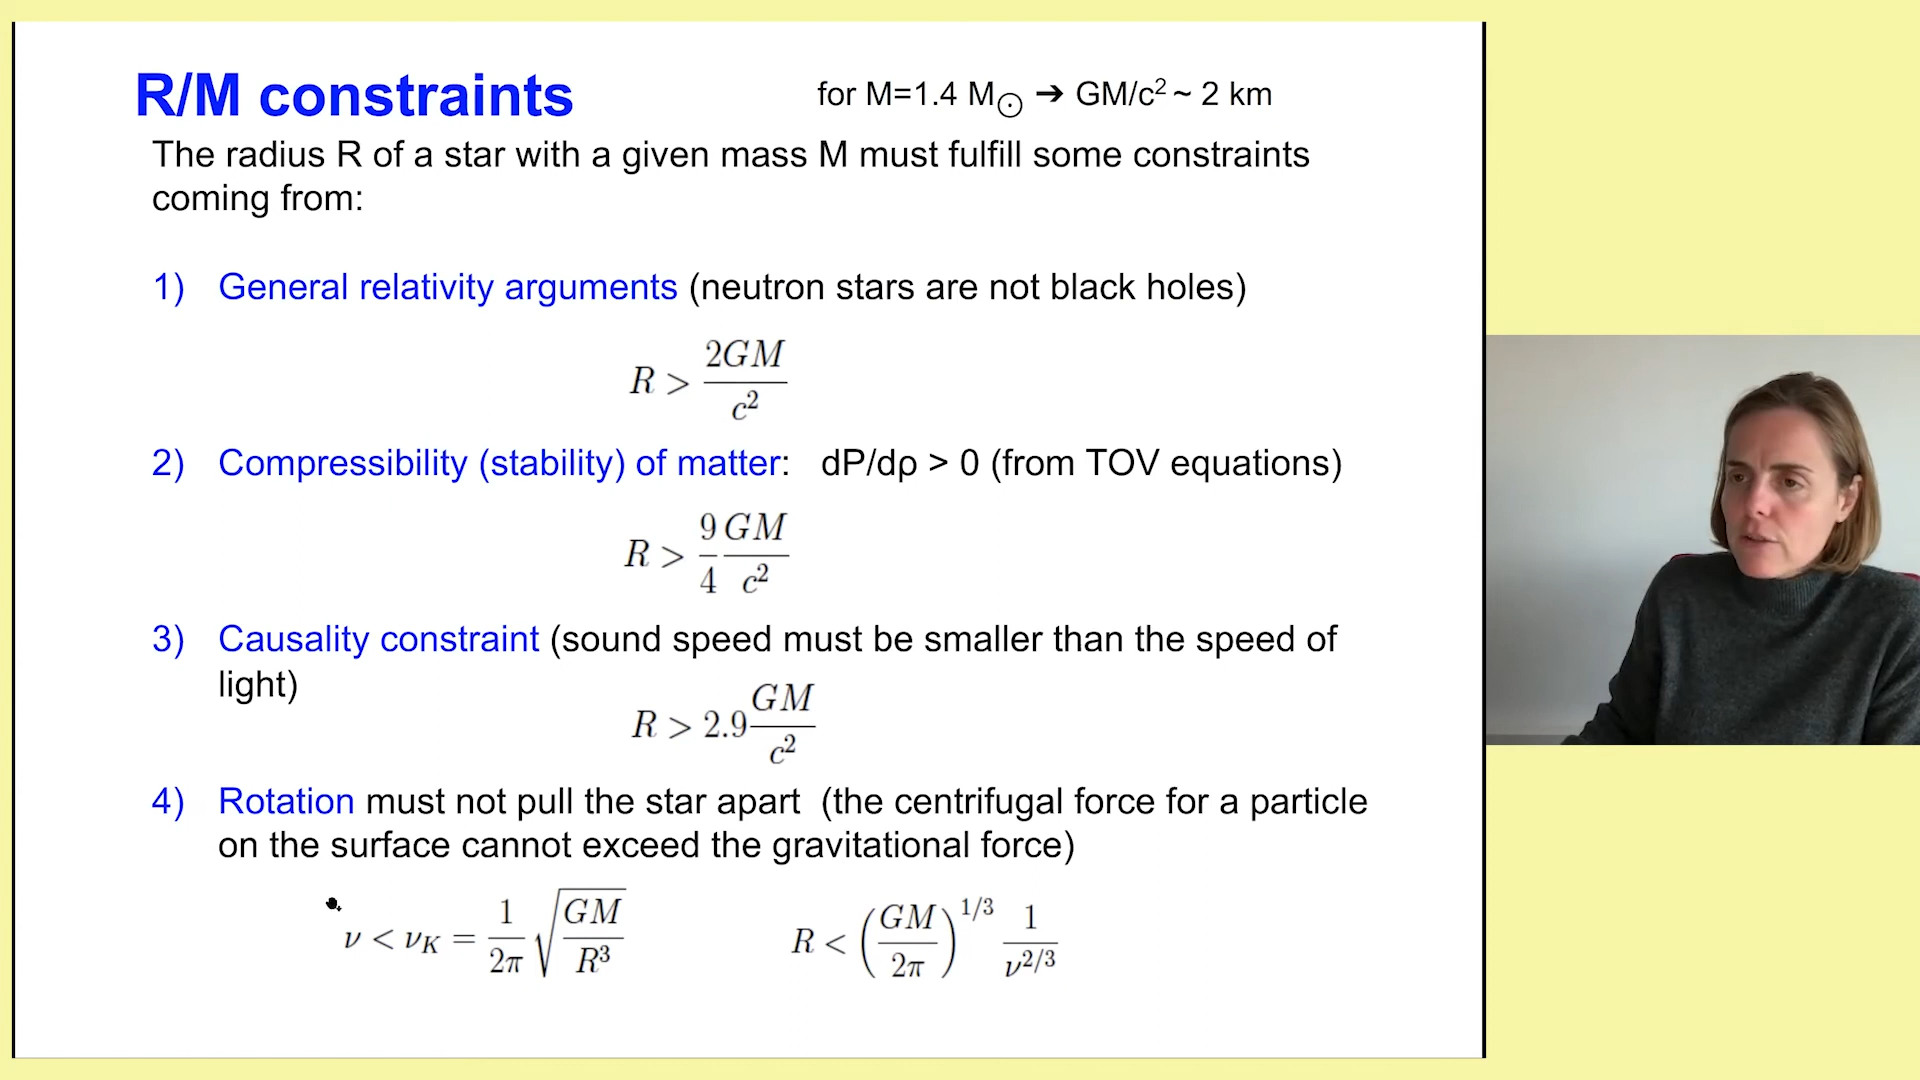 R/M constraints
for M=1.4 M☉ ➔ GM/c² ~ 2 km
The radius R of a star with a given mass M must fulfill some constraints
coming from:
1) General relativity arguments (neutron stars are not black holes)
R > 2GM/c²
2) Compressibility (stability) of matter: dP/dρ > 0 (from TOV equations)
R > 9/4 GM/c²
3) Causality constraint (sound speed must be smaller than the speed of
light)
R > 2.9 GM/c²
4) Rotation must not pull the star apart (the centrifugal force for a particle
on the surface cannot exceed the gravitational force)
ν < ν_K = 1/2π √(GM/R³) R < (GM/2π)^1/3 1/ν^2/3